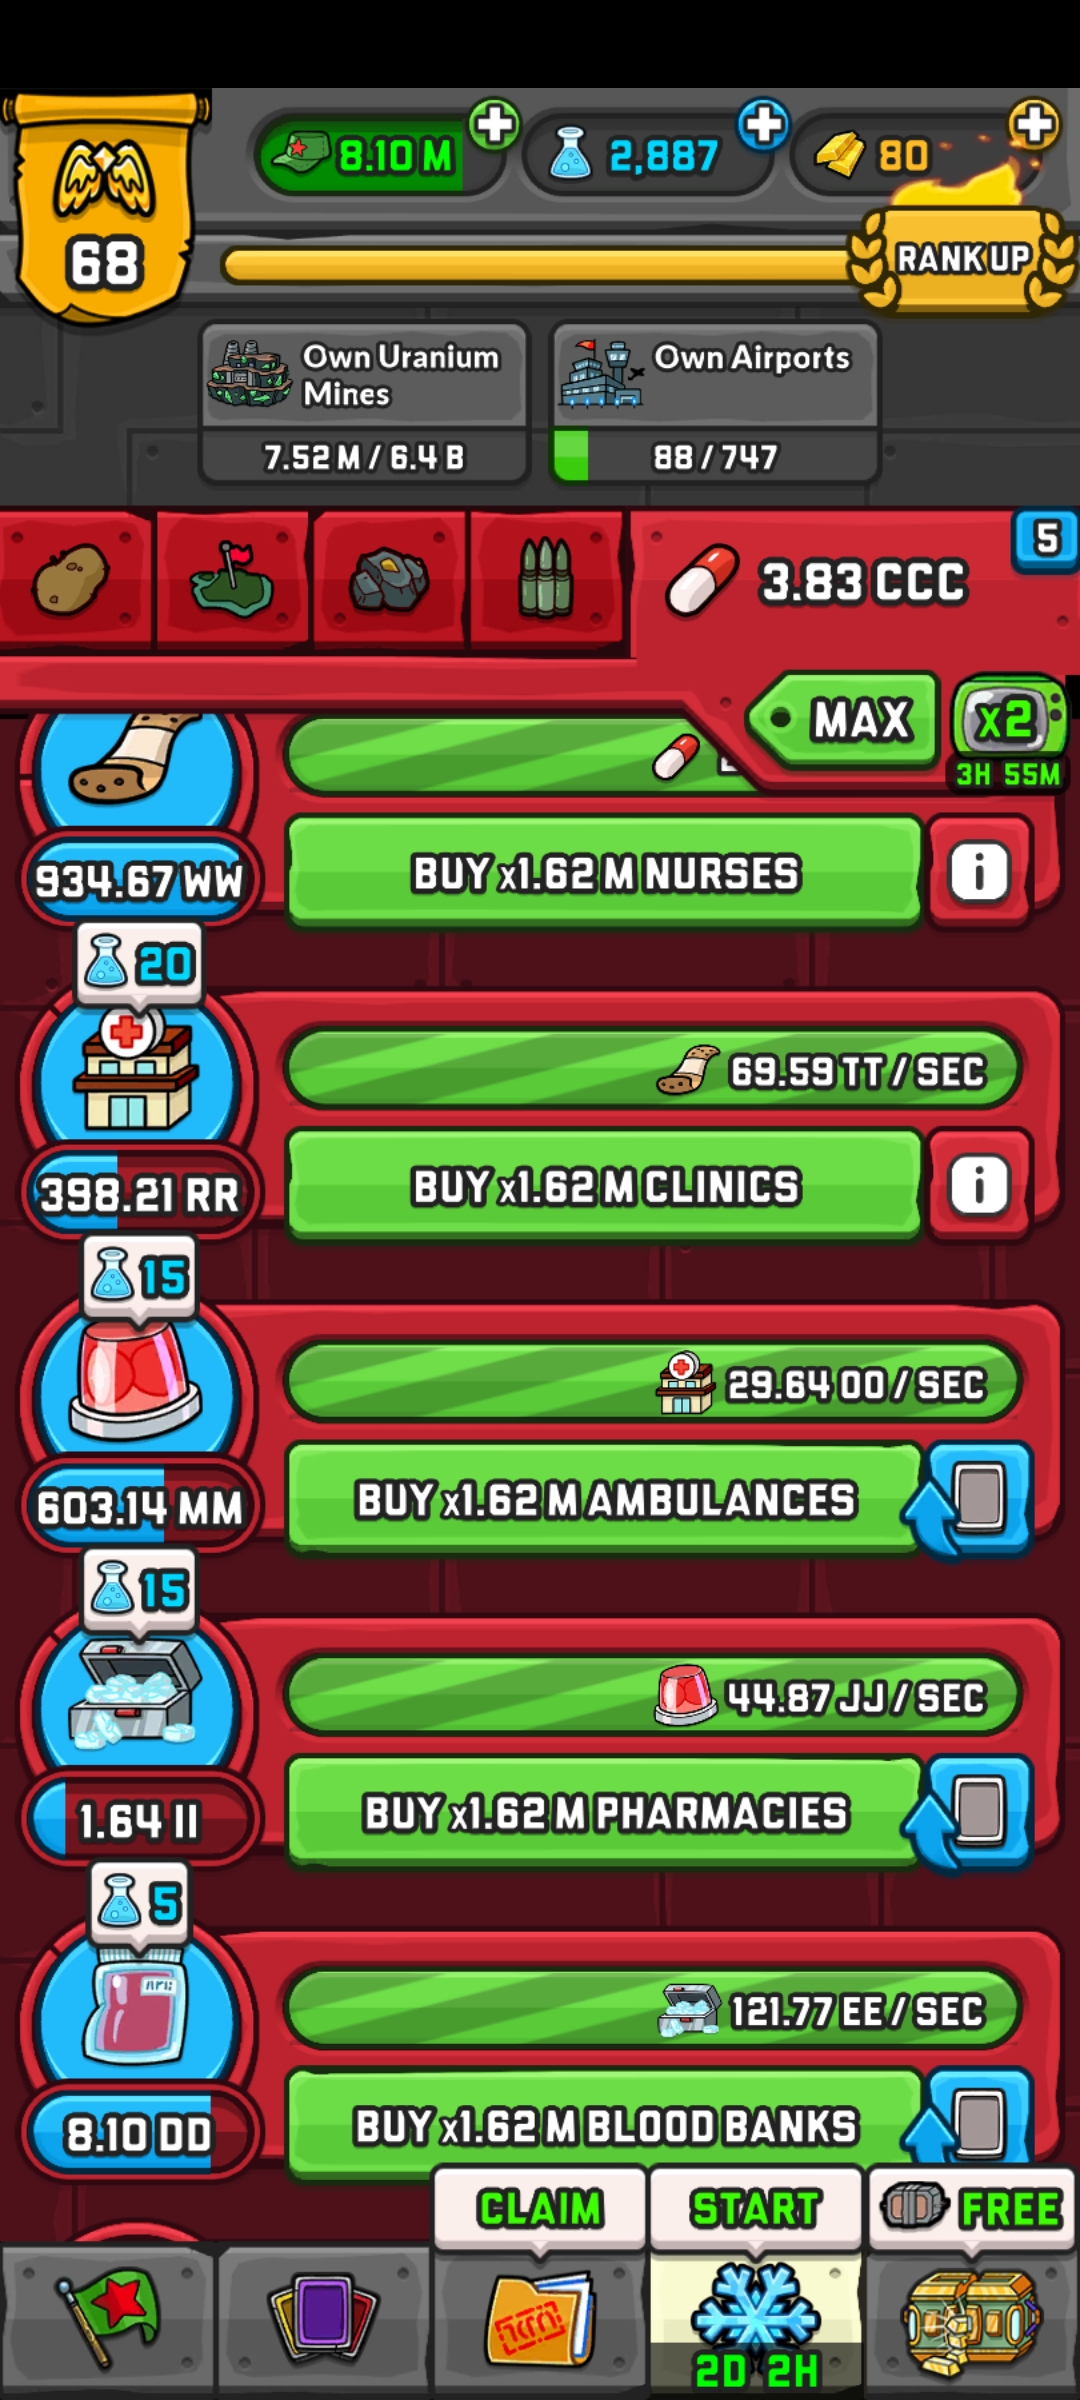 8.10 M
2,887
80
68
RANK UP
Own Uranium
Mines
7.52 M / 6.4 B
Own Airports
88 / 747
3.83 CCC
5
MAX
x2
3H 55M
934.67 WW
BUY x1.62 M NURSES
i
20
69.59 TT / SEC
398.21 RR
BUY x1.62 M CLINICS
i
15
29.64 OO / SEC
603.14 MM
BUY x1.62 M AMBULANCES
15
44.87 JJ / SEC
1.64 II
BUY x1.62 M PHARMACIES
5
121.77 EE / SEC
8.10 DD
BUY x1.62 M BLOOD BANKS
CLAIM
START
FREE
2D 2H